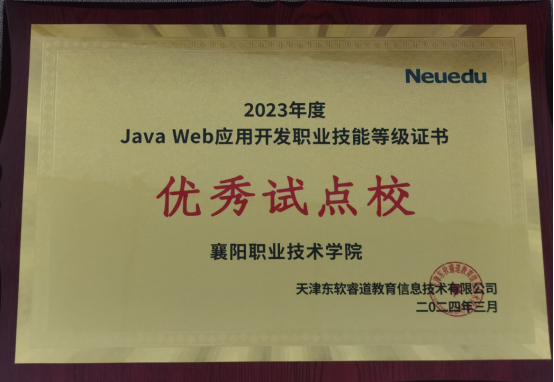 Neuedu
2023年度
Java Web应用开发职业技能等级证书
优秀试点校
襄阳职业技术学院
天津东软睿道教育信息技术有限公司
二〇二四年三月